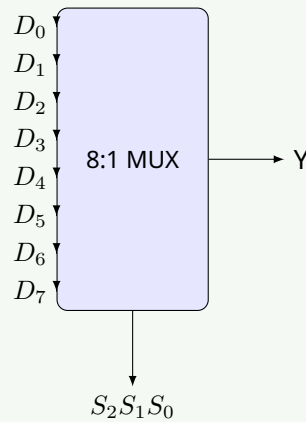 D₀
D₁
D₂
D₃
8:1 MUX
Y
D₄
D₅
D₆
D₇
S₂S₁S₀